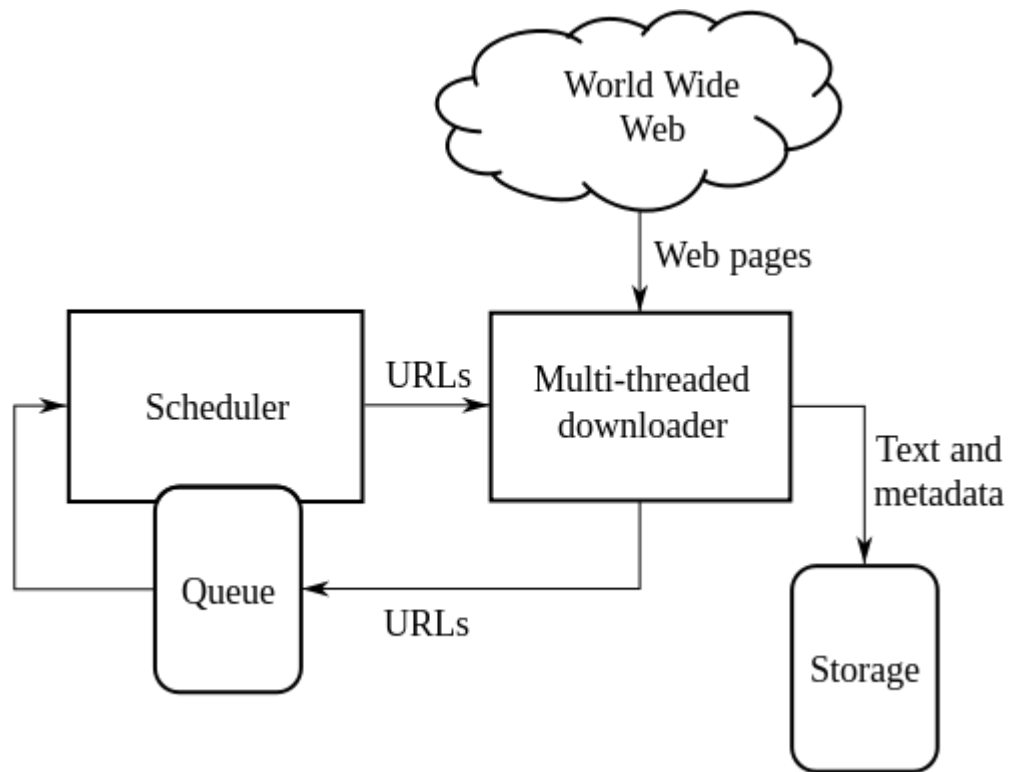 World Wide
Web
Web pages
Scheduler
URLs
Multi-threaded
downloader
Text and
metadata
Queue
URLs
Storage